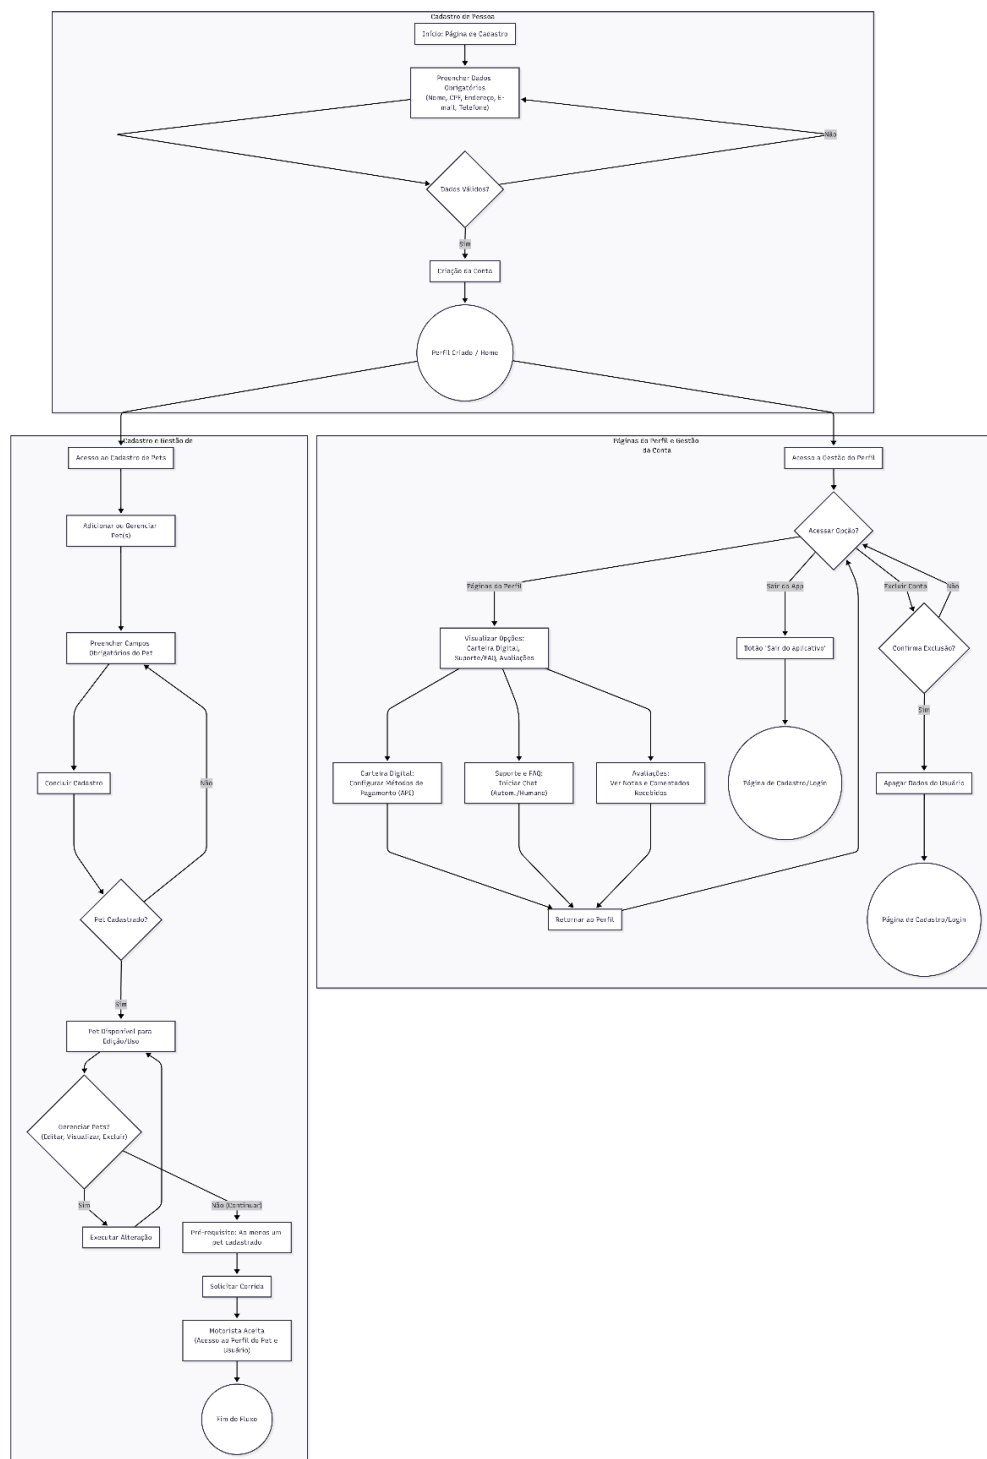 Cadastro de Pessoa
Início: Página de Cadastro
Preencher Dados
Obrigatórios
(Nome, CPF, Endereço, E-
mail, Telefone)
Não
Dados Válidos?
Sim
Criação da Conta
Perfil Criado / Home
Cadastro e Gestão de
Acesso ao Cadastro de Pets
Adicionar ou Gerenciar
Pet(s)
Preencher Campos
Obrigatórios do Pet
Concluir Cadastro
Não
Pet Cadastrado?
Sim
Pet Disponível para
Edição/Uso
Gerenciar Pets?
(Editar, Visualizar, Excluir)
Sim
Não (Continuar)
Executar Alteração
Pré-requisito: Ao menos um
pet cadastrado
Solicitar Corrida
Motorista Aceita
(Acesso ao Perfil do Pet e
Usuário)
Fim do Fluxo
Páginas do Perfil e Gestão
da Conta
Acesso a Gestão do Perfil
Acessar Opção?
Páginas do Perfil
Sair do App
Excluir Conta
Não
Visualizar Opções:
Carteira Digital,
Suporte/FAQ, Avaliações
Botão 'Sair do aplicativo'
Confirma Exclusão?
Sim
Carteira Digital:
Configurar Métodos de
Pagamento (API)
Suporte e FAQ:
Iniciar Chat
(Autom./Humano)
Avaliações:
Ver Notas e Comentados
Recebidos
Página de Cadastro/Login
Apagar Dados do Usuário
Retornar ao Perfil
Página de Cadastro/Login